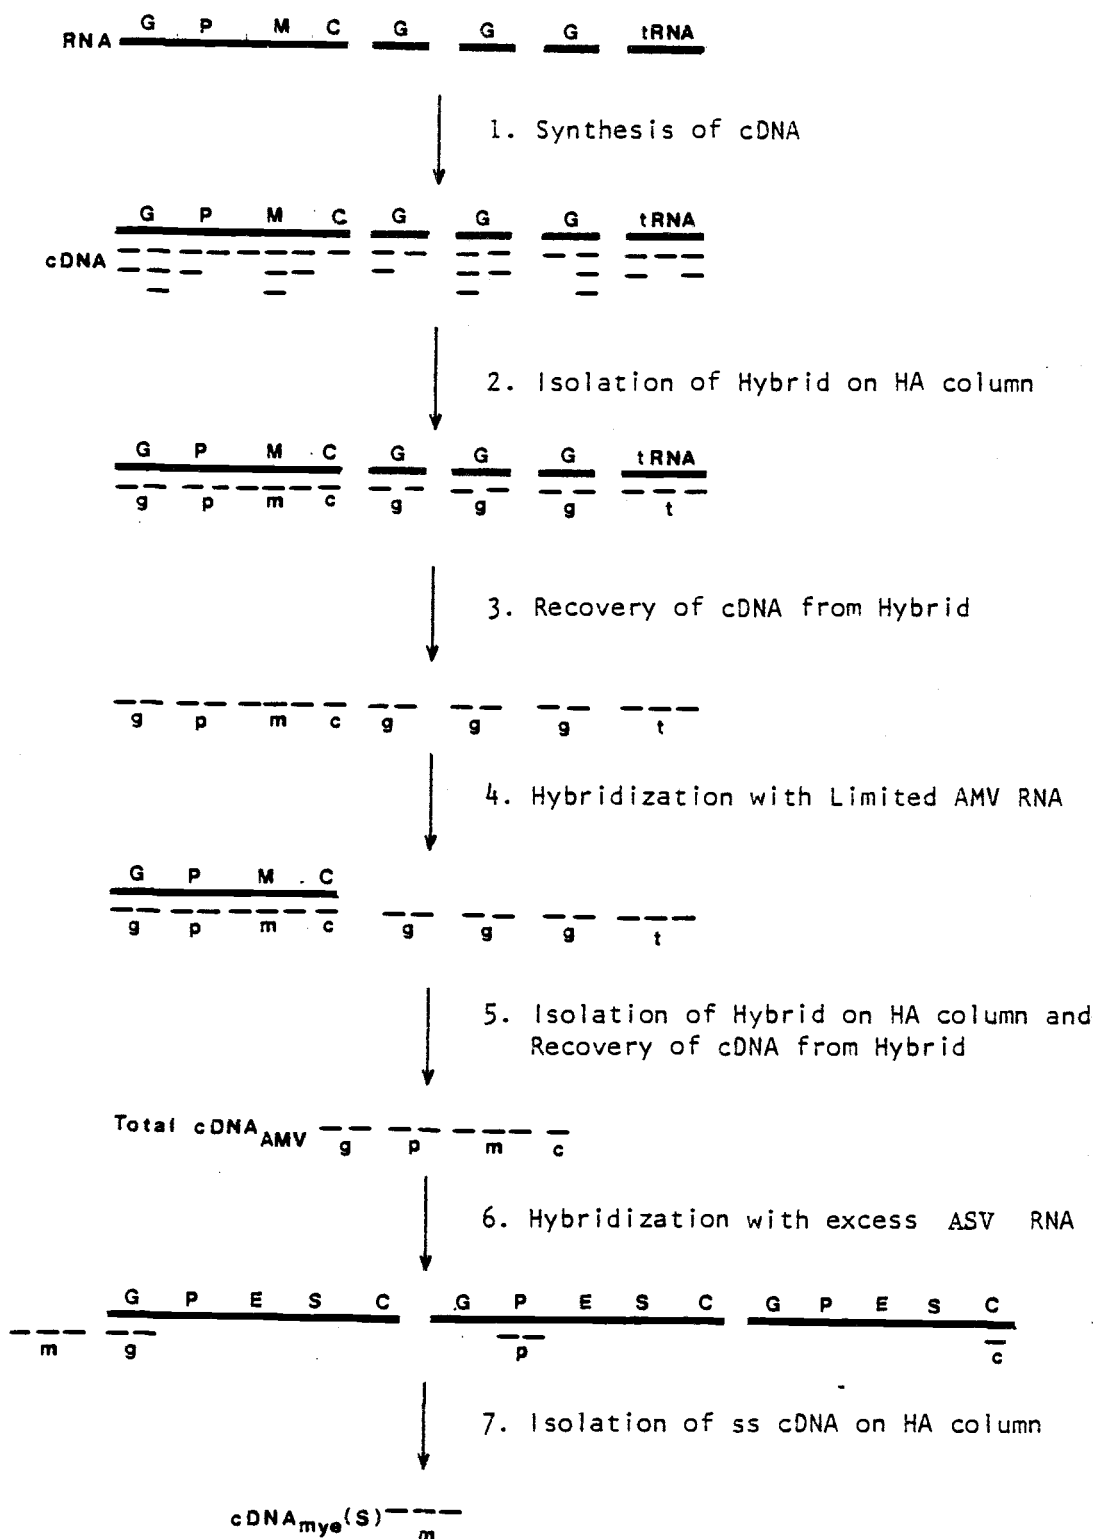 G P M C G G G tRNA
RNA
1. Synthesis of cDNA
G P M C G G G tRNA
cDNA
2. Isolation of Hybrid on HA column
G P M C G G G tRNA
g p m c g g g t
3. Recovery of cDNA from Hybrid
g p m c g g g t
4. Hybridization with Limited AMV RNA
G P M C
g p m c g g g t
5. Isolation of Hybrid on HA column and
Recovery of cDNA from Hybrid
Total cDNA AMV
g p m c
6. Hybridization with excess ASV RNA
G P E S C G P E S C G P E S C
m g p c
7. Isolation of ss cDNA on HA column
cDNA mye (S)
m